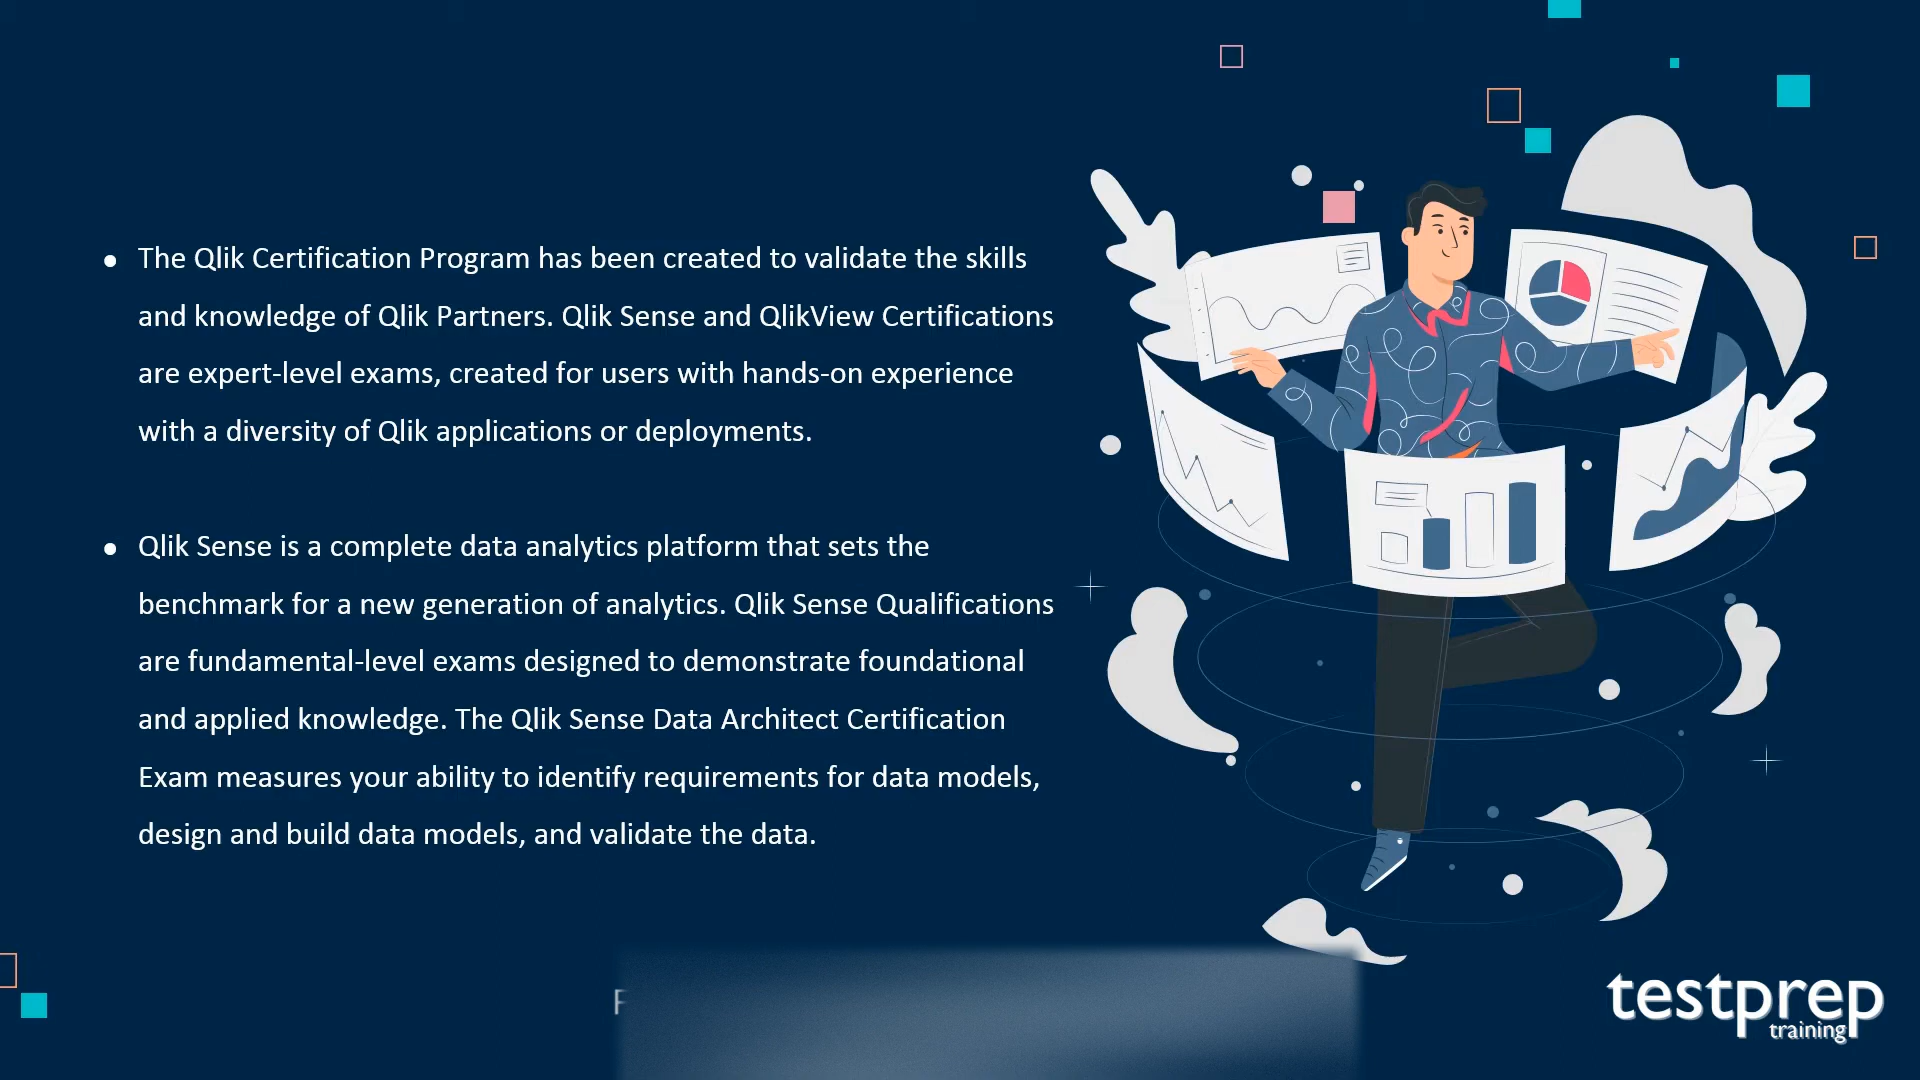 ● The Qlik Certification Program has been created to validate the skills
and knowledge of Qlik Partners. Qlik Sense and QlikView Certifications
are expert-level exams, created for users with hands-on experience
with a diversity of Qlik applications or deployments.
● Qlik Sense is a complete data analytics platform that sets the
benchmark for a new generation of analytics. Qlik Sense Qualifications
are fundamental-level exams designed to demonstrate foundational
and applied knowledge. The Qlik Sense Data Architect Certification
Exam measures your ability to identify requirements for data models,
design and build data models, and validate the data.
testprep
training